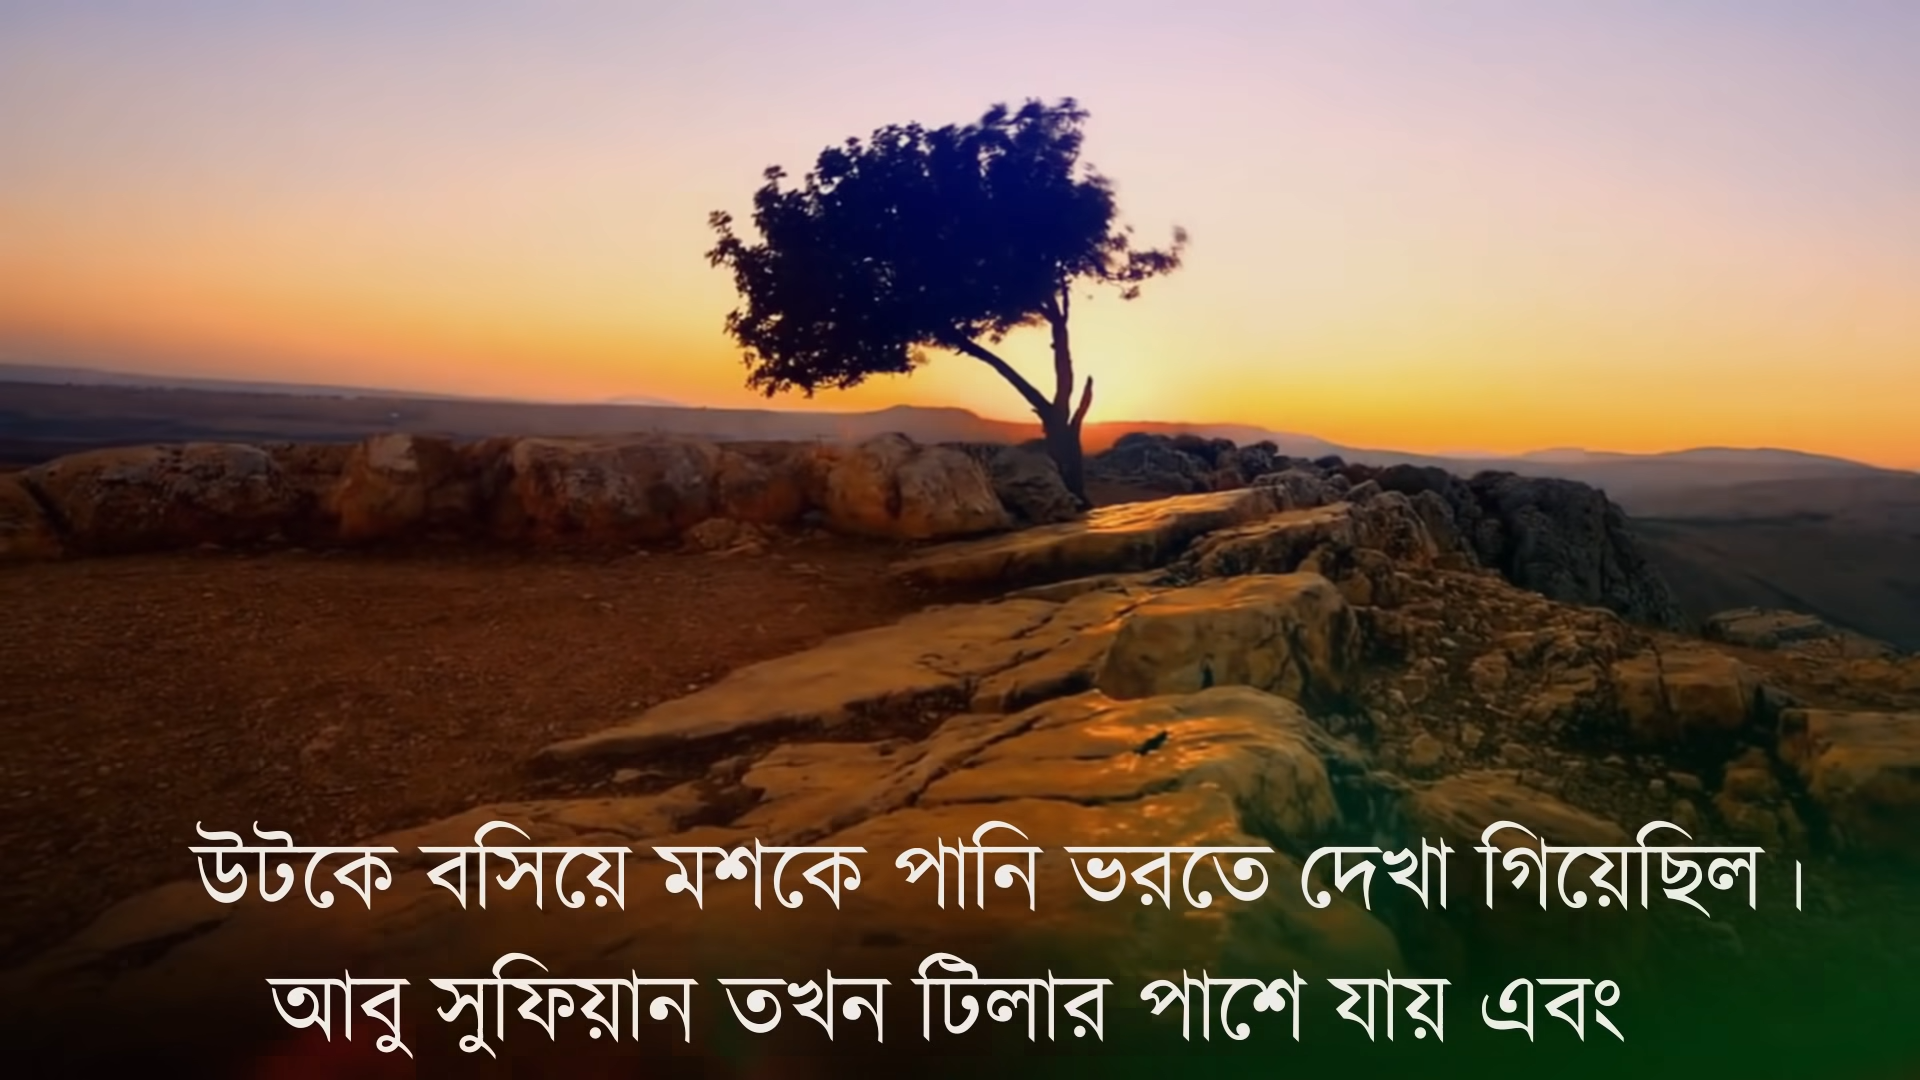 উটকে বসিয়ে মশকে পানি ভরতে দেখা গিয়েছিল।
আবু সুফিয়ান তখন টিলার পাশে যায় এবং